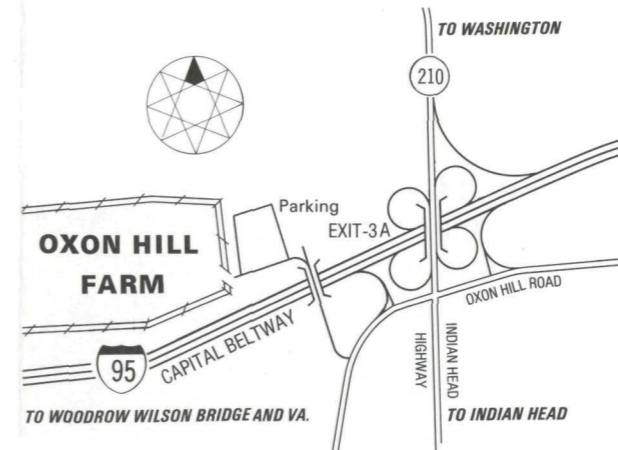 TO WASHINGTON
210
Parking
EXIT-3A
OXON HILL
FARM
OXON HILL ROAD
CAPITAL BELTWAY
95
INDIAN HEAD
HIGHWAY
TO WOODROW WILSON BRIDGE AND VA.
TO INDIAN HEAD